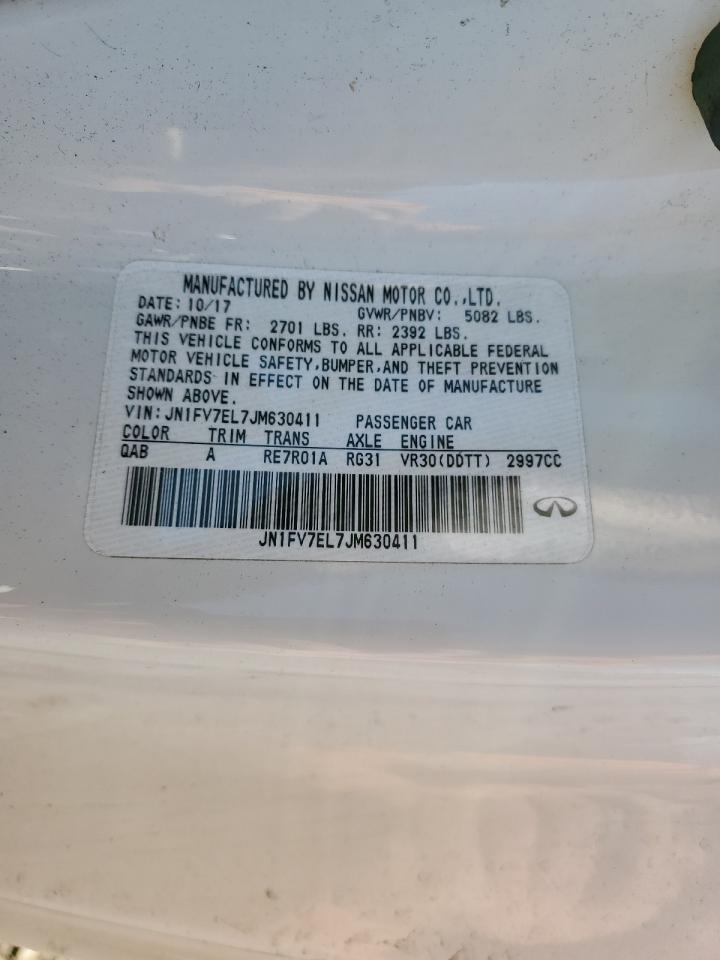 MANUFACTURED BY NISSAN MOTOR CO.,LTD.
DATE: 10/17 GVWR/PNBV: 5082 LBS.
GAWR/PNBE FR: 2701 LBS. RR: 2392 LBS.
THIS VEHICLE CONFORMS TO ALL APPLICABLE FEDERAL
MOTOR VEHICLE SAFETY,BUMPER,AND THEFT PREVENTION
STANDARDS IN EFFECT ON THE DATE OF MANUFACTURE
SHOWN ABOVE.
VIN:JN1FV7EL7JM630411 PASSENGER CAR
COLOR TRIM TRANS AXLE ENGINE
QAB A RE7R01A RG31 VR30(DDTT) 2997CC
JN1FV7EL7JM630411